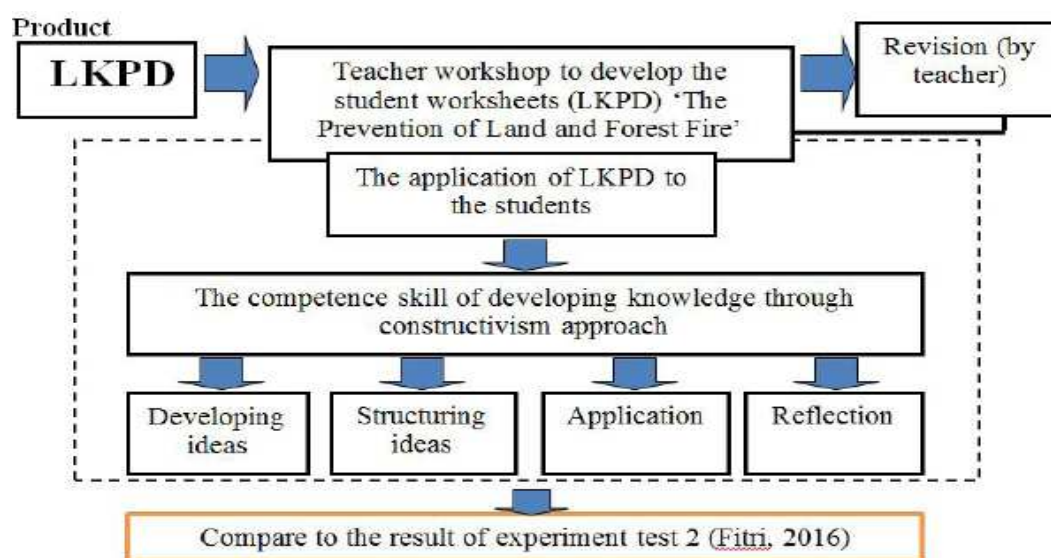 Product
LKPD
Teacher workshop to develop the
student worksheets (LKPD) ‘The
Prevention of Land and Forest Fire’
Revision (by
teacher)
The application of LKPD to
the students
The competence skill of developing knowledge through
constructivism approach
Developing
ideas
Structuring
ideas
Application
Reflection
Compare to the result of experiment test 2 (Fitri, 2016)